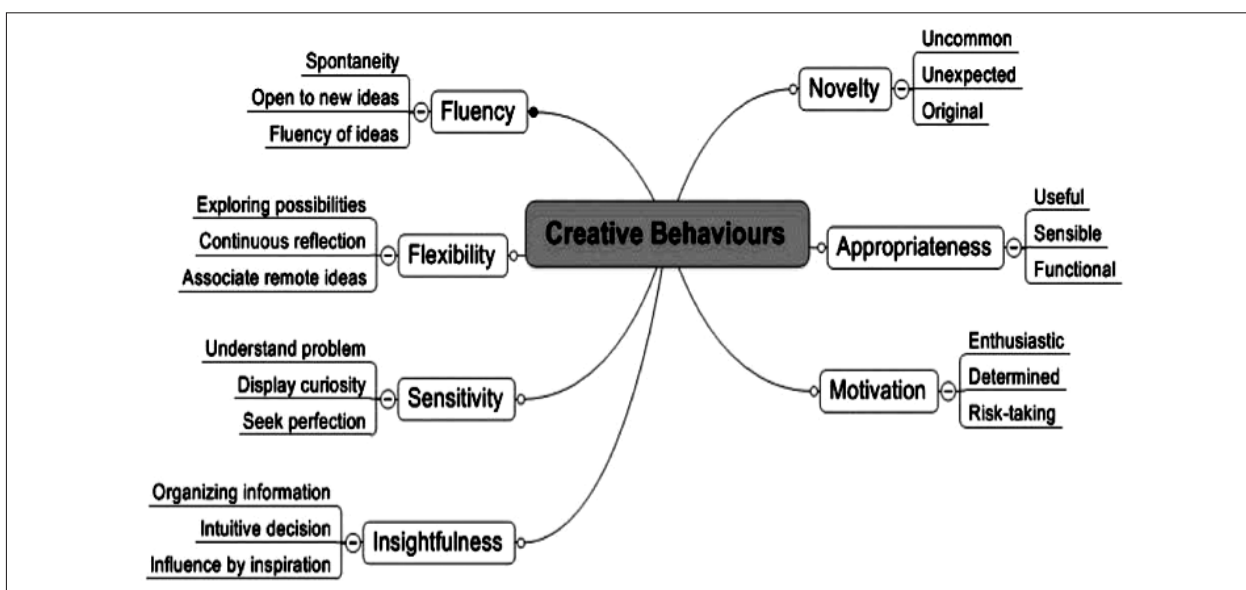 Creative Behaviours
Fluency
Spontaneity
Open to new ideas
Fluency of ideas
Flexibility
Exploring possibilities
Continuous reflection
Associate remote ideas
Sensitivity
Understand problem
Display curiosity
Seek perfection
Insightfulness
Organizing information
Intuitive decision
Influence by inspiration
Novelty
Uncommon
Unexpected
Original
Appropriateness
Useful
Sensible
Functional
Motivation
Enthusiastic
Determined
Risk-taking